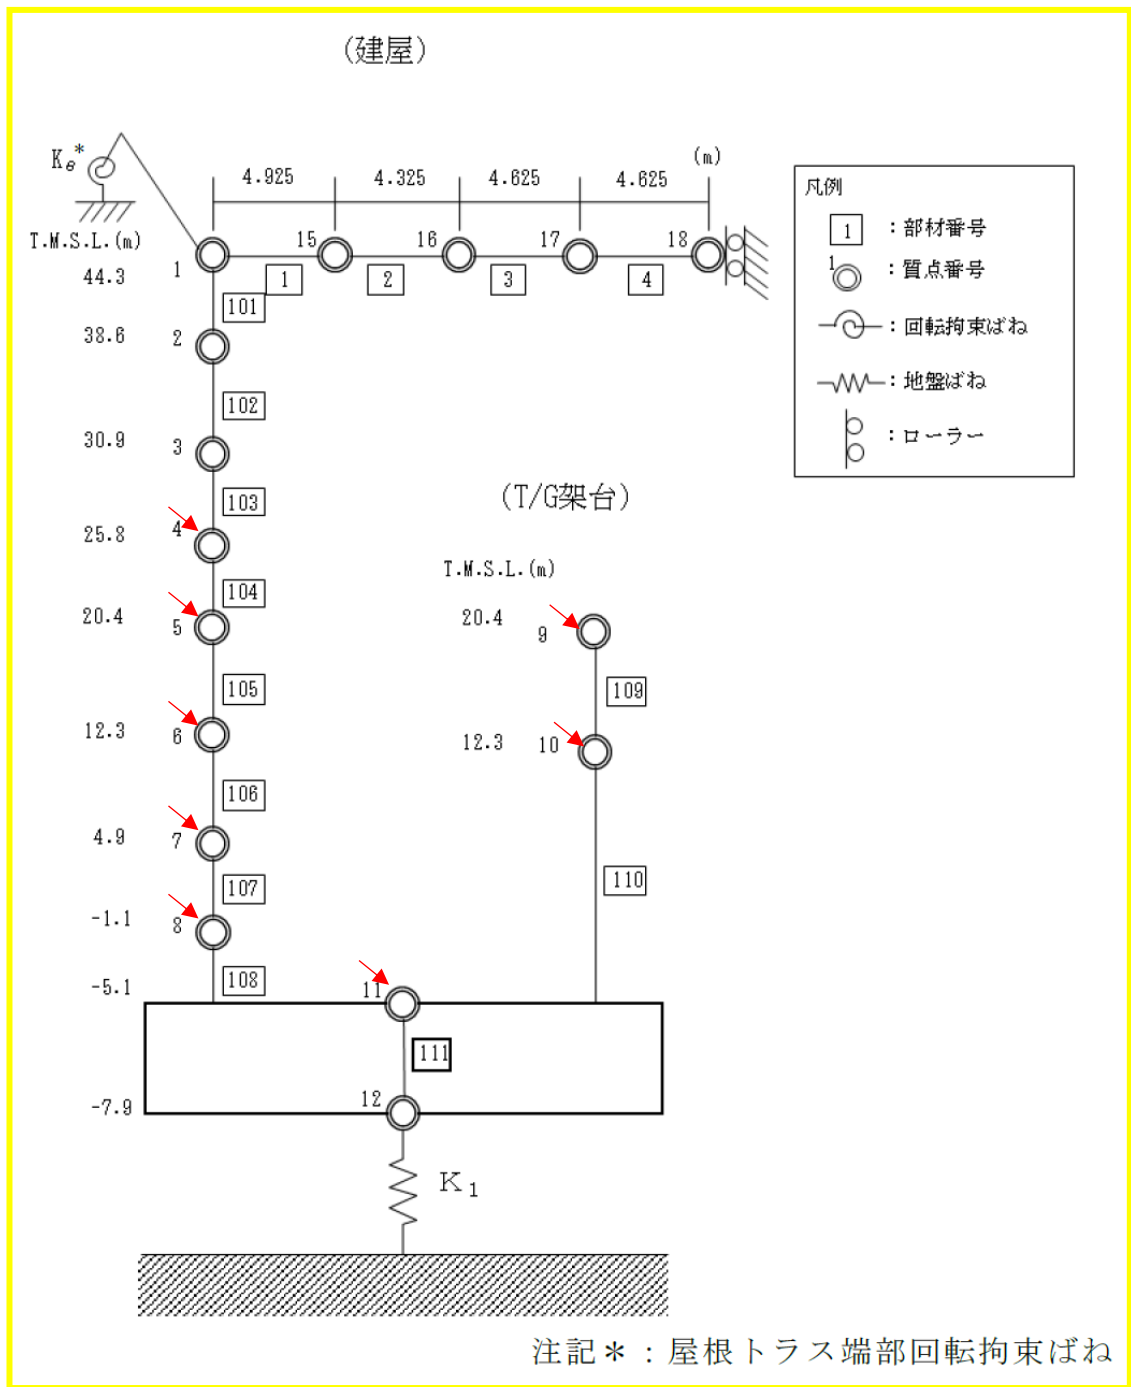 (建屋)
Kθ*
(m)
4.925 4.325 4.625 4.625
凡例
1 :部材番号
1 :質点番号
:回転拘束ばね
:地盤ばね
:ローラー
T.M.S.L.(m)
1 15 16 17 18
44.3
1 2 3 4
101
38.6 2
102
30.9 3
103
25.8 4
104
20.4 5
105
12.3 6
106
4.9 7
107
-1.1 8
108
-5.1
(T/G架台)
T.M.S.L.(m)
20.4 9
109
12.3 10
110
11
111
-7.9 12
K1
注記*:屋根トラス端部回転拘束ばね